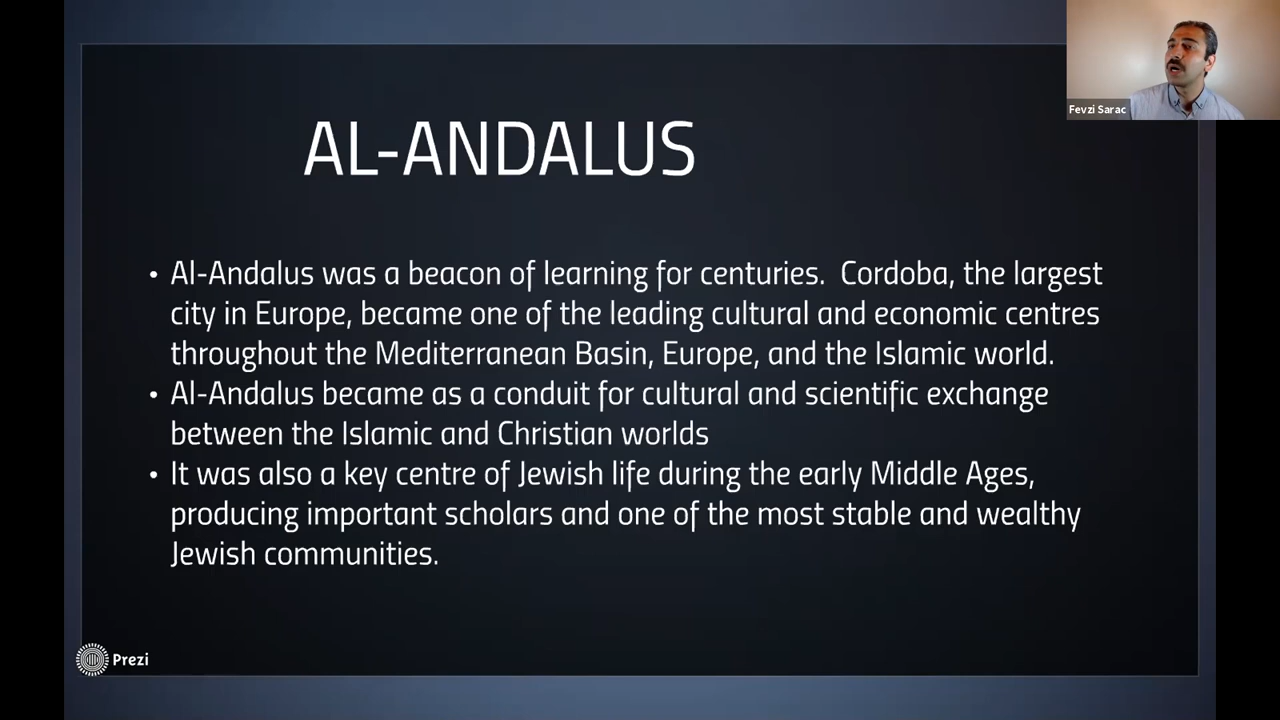 Fevzi Sarac
AL-ANDALUS
• Al-Andalus was a beacon of learning for centuries.  Cordoba, the largest
city in Europe, became one of the leading cultural and economic centres
throughout the Mediterranean Basin, Europe, and the Islamic world.
• Al-Andalus became as a conduit for cultural and scientific exchange
between the Islamic and Christian worlds
• It was also a key centre of Jewish life during the early Middle Ages,
producing important scholars and one of the most stable and wealthy
Jewish communities.
Prezi